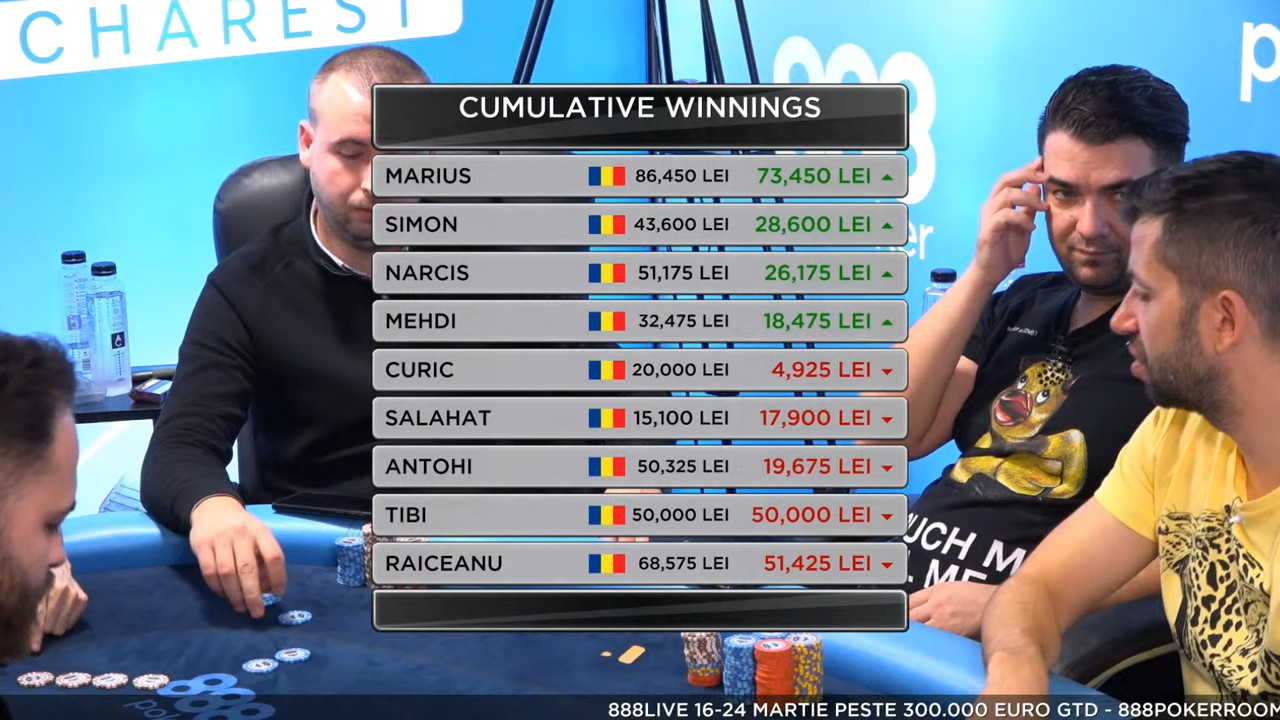 CHAREST
CUMULATIVE WINNINGS
MARIUS 86,450 LEI 73,450 LEI
SIMON 43,600 LEI 28,600 LEI
NARCIS 51,175 LEI 26,175 LEI
MEHDI 32,475 LEI 18,475 LEI
CURIC 20,000 LEI 4,925 LEI
SALAHAT 15,100 LEI 17,900 LEI
ANTOHI 50,325 LEI 19,675 LEI
TIBI 50,000 LEI 50,000 LEI
RAICEANU 68,575 LEI 51,425 LEI
888LIVE 16-24 MARTIE PESTE 300.000 EURO GTD - 888POKERROOM